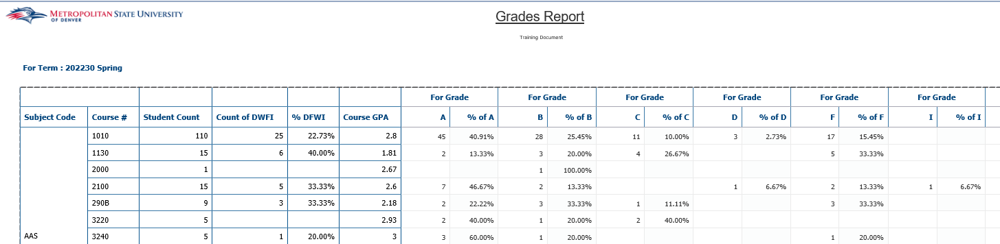 METROPOLITAN STATE UNIVERSITY
OF DENVER
Grades Report
Training Document
For Term : 202230 Spring
For Grade For Grade For Grade For Grade For Grade For Grade
Subject Code Course # Student Count Count of DWFI % DFWI Course GPA A % of A B % of B C % of C D % of D F % of F I % of I
1010 110 25 22.73% 2.8 45 40.91% 28 25.45% 11 10.00% 3 2.73% 17 15.45%
1130 15 6 40.00% 1.81 2 13.33% 3 20.00% 4 26.67% 5 33.33%
2000 1 2.67 1 100.00%
2100 15 5 33.33% 2.6 7 46.67% 2 13.33% 1 6.67% 2 13.33% 1 6.67%
290B 9 3 33.33% 2.18 2 22.22% 3 33.33% 1 11.11% 3 33.33%
3220 5 2.93 2 40.00% 1 20.00% 2 40.00%
AAS 3240 5 1 20.00% 3 3 60.00% 1 20.00% 1 20.00%